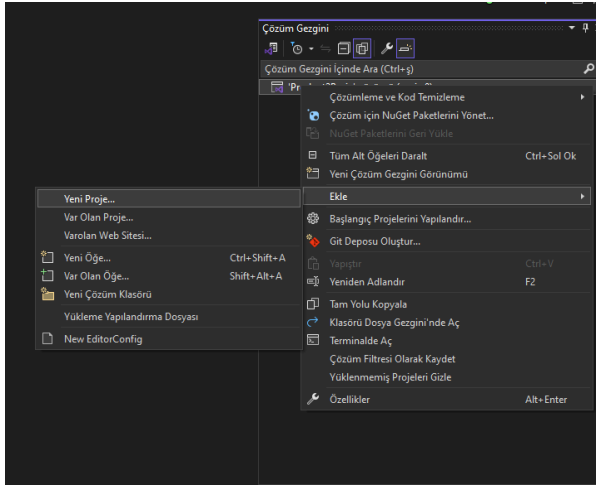 Çözüm Gezgini
Çözüm Gezgini İçinde Ara (Ctrl+ş)
Çözümleme ve Kod Temizleme
Çözüm için NuGet Paketlerini Yönet...
NuGet Paketlerini Geri Yükle
Tüm Alt Öğeleri Daralt Ctrl+Sol Ok
Yeni Çözüm Gezgini Görünümü
Ekle
Başlangıç Projelerini Yapılandır...
Git Deposu Oluştur...
Yapıştır Ctrl+V
Yeniden Adlandır F2
Tam Yolu Kopyala
Klasörü Dosya Gezgini'nde Aç
Terminalde Aç
Çözüm Filtresi Olarak Kaydet
Yüklenmemiş Projeleri Gizle
Özellikler Alt+Enter
Yeni Proje...
Var Olan Proje...
Varolan Web Sitesi...
Yeni Öğe... Ctrl+Shift+A
Var Olan Öğe... Shift+Alt+A
Yeni Çözüm Klasörü
Yükleme Yapılandırma Dosyası
New EditorConfig